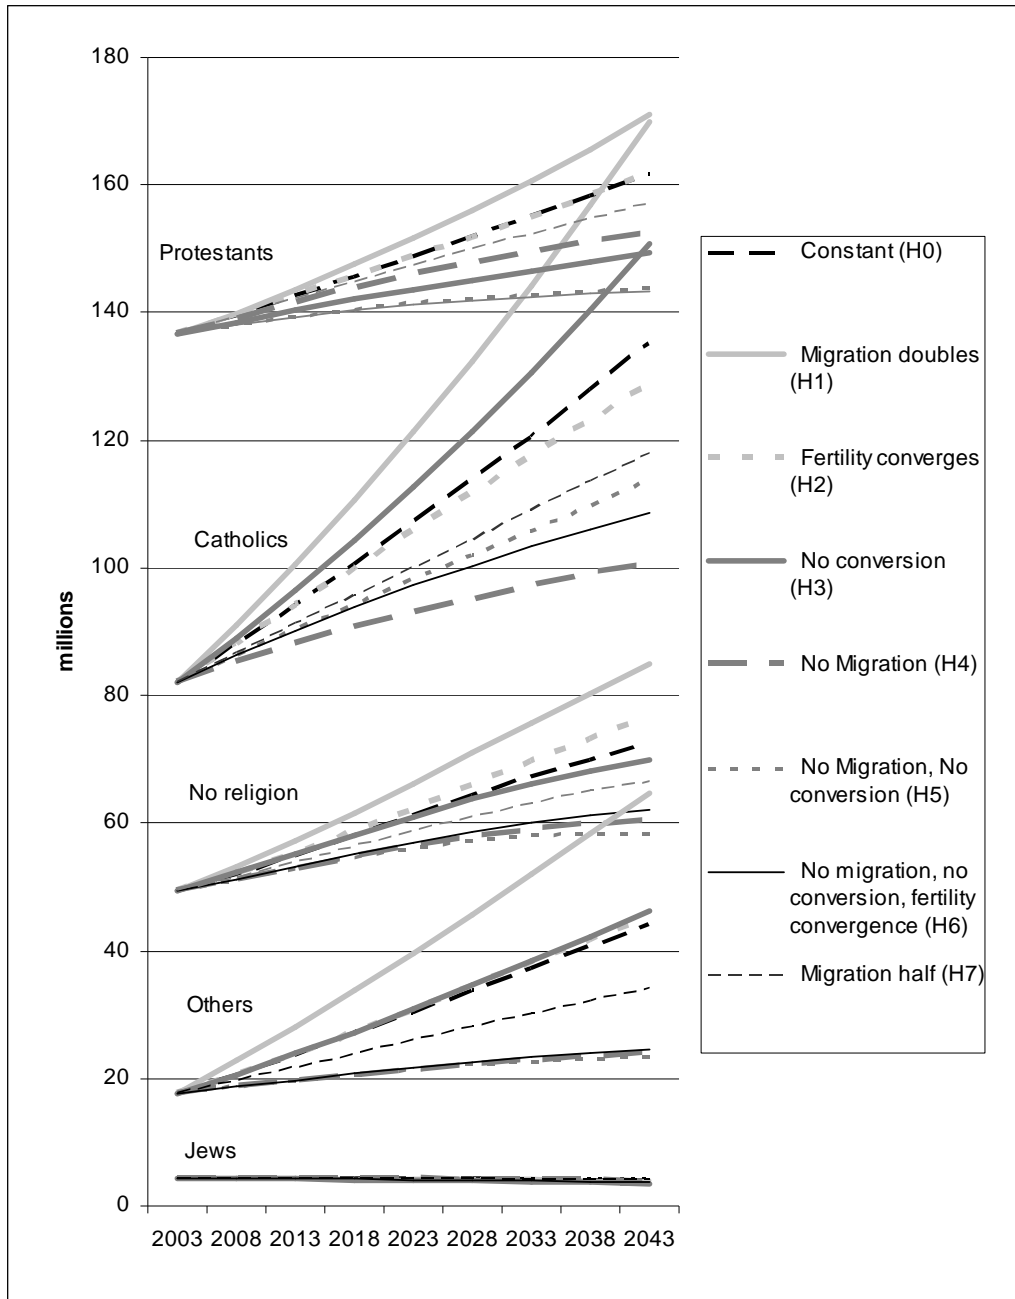 180
160
140
120
100
80
60
40
20
0
millions
Protestants
Catholics
No religion
Others
Jews
2003 2008 2013 2018 2023 2028 2033 2038 2043
Constant (H0)
Migration doubles
(H1)
Fertility converges
(H2)
No conversion
(H3)
No Migration (H4)
No Migration, No
conversion (H5)
No migration, no
conversion, fertility
convergence (H6)
Migration half (H7)